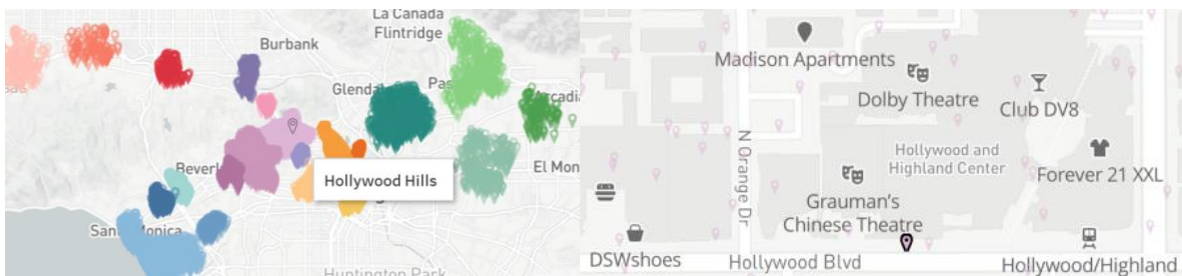 La Canada
Flintridge
Burbank
Glenda
Pas
Arcadi
Beverl
El Mon
Hollywood Hills
Santa Monica
Huntington Park
Madison Apartments
Dolby Theatre
Club DV8
N Orange Dr
Hollywood and
Highland Center
Forever 21 XXL
Grauman's
Chinese Theatre
DSWshoes
Hollywood Blvd
Hollywood/Highland